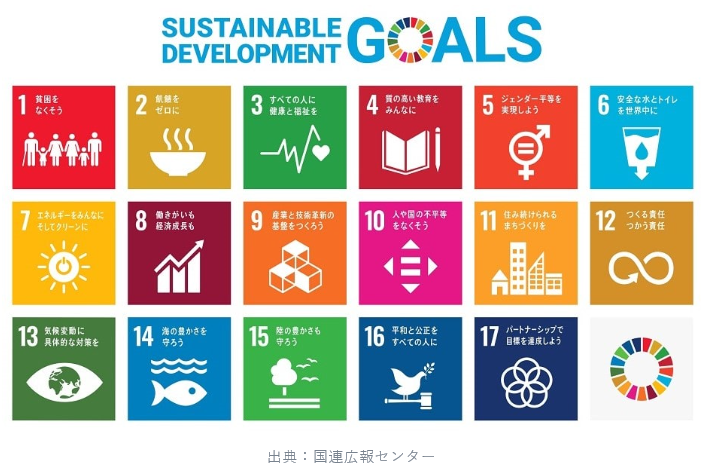 SUSTAINABLE
DEVELOPMENT
GOALS
1 貧困を
なくそう
2 飢餓を
ゼロに
3 すべての人に
健康と福祉を
4 質の高い教育を
みんなに
5 ジェンダー平等を
実現しよう
6 安全な水とトイレ
を世界中に
7 エネルギーをみんなに
そしてクリーンに
8 働きがいも
経済成長も
9 産業と技術革新の
基盤をつくろう
10 人や国の不平等
をなくそう
11 住み続けられる
まちづくりを
12 つくる責任
つかう責任
13 気候変動に
具体的な対策を
14 海の豊かさを
守ろう
15 陸の豊かさも
守ろう
16 平和と公正を
すべての人に
17 パートナーシップで
目標を達成しよう
出典：国連広報センター